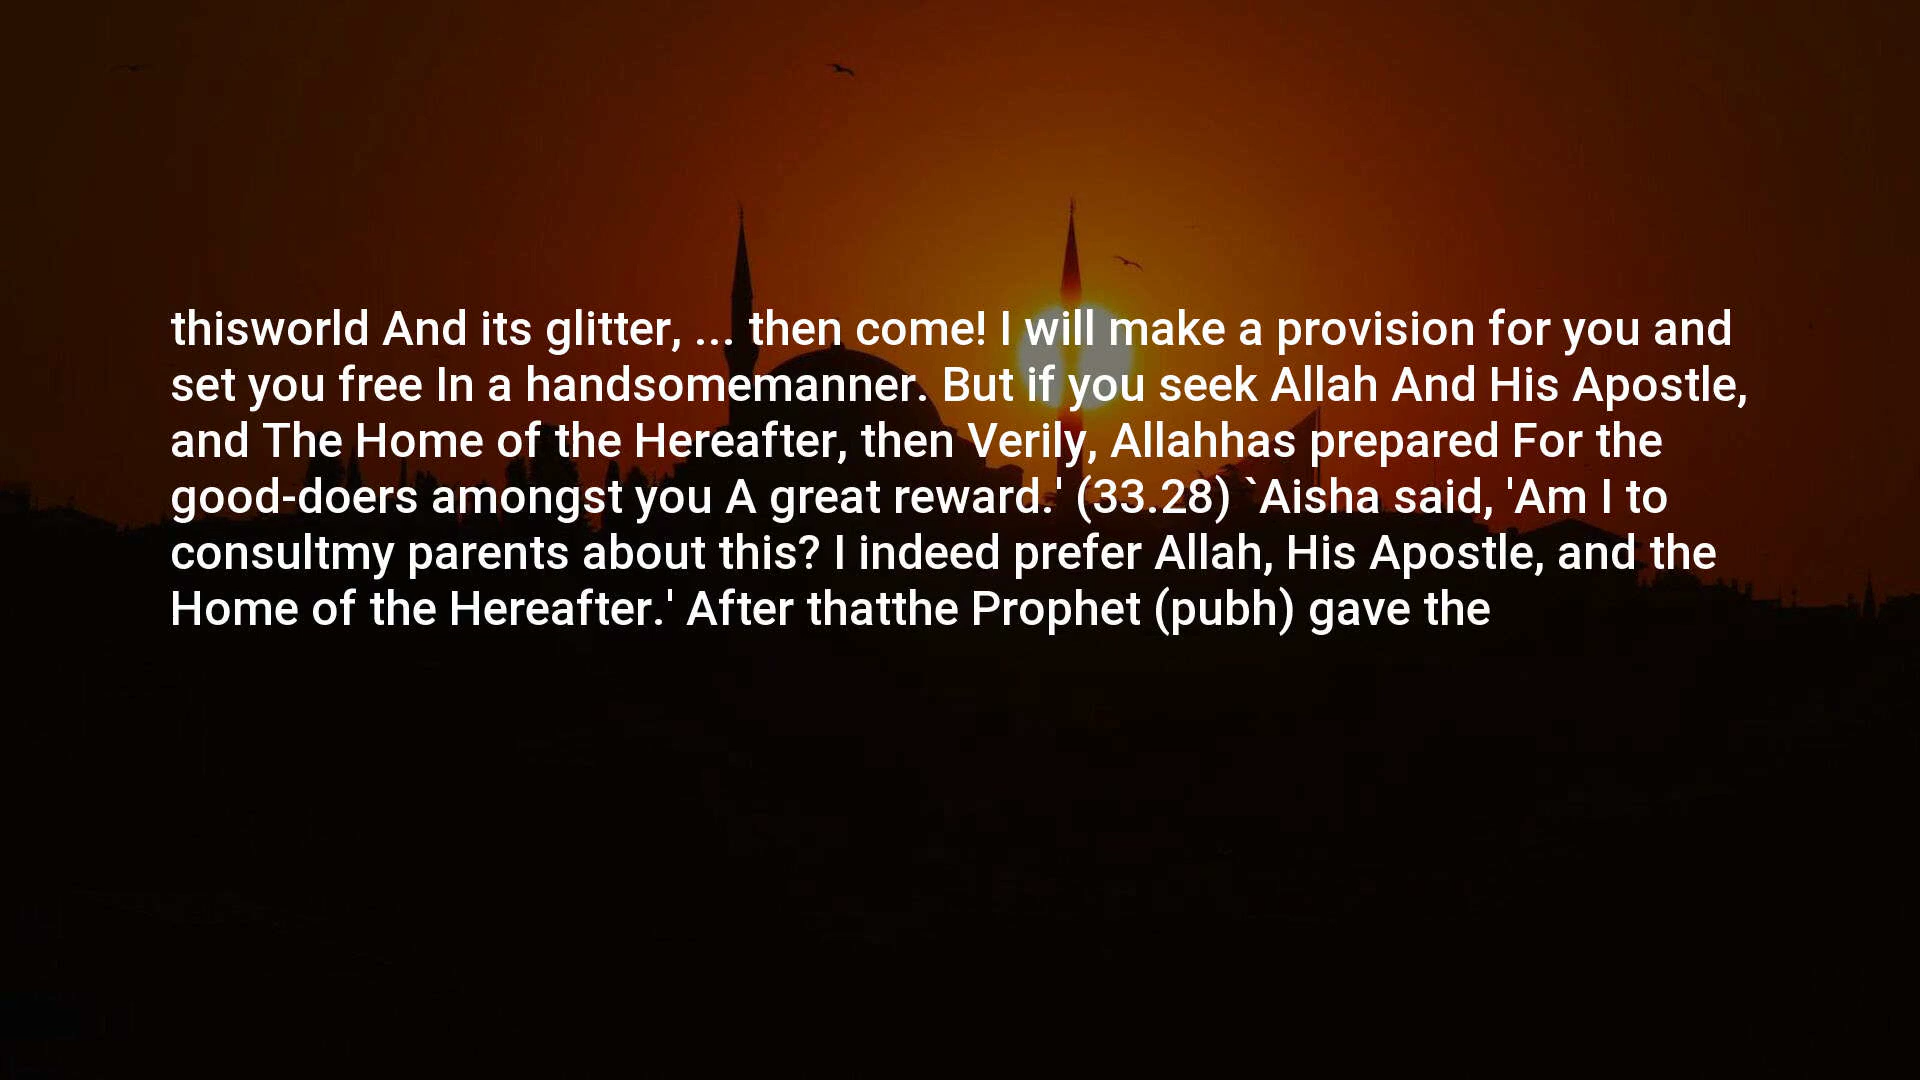 thisworld And its glitter, ... then come! I will make a provision for you and
set you free In a handsomemanner. But if you seek Allah And His Apostle,
and The Home of the Hereafter, then Verily, Allahhas prepared For the
good-doers amongst you A great reward.' (33.28) `Aisha said, 'Am I to
consultmy parents about this? I indeed prefer Allah, His Apostle, and the
Home of the Hereafter.' After thatthe Prophet (pubh) gave the